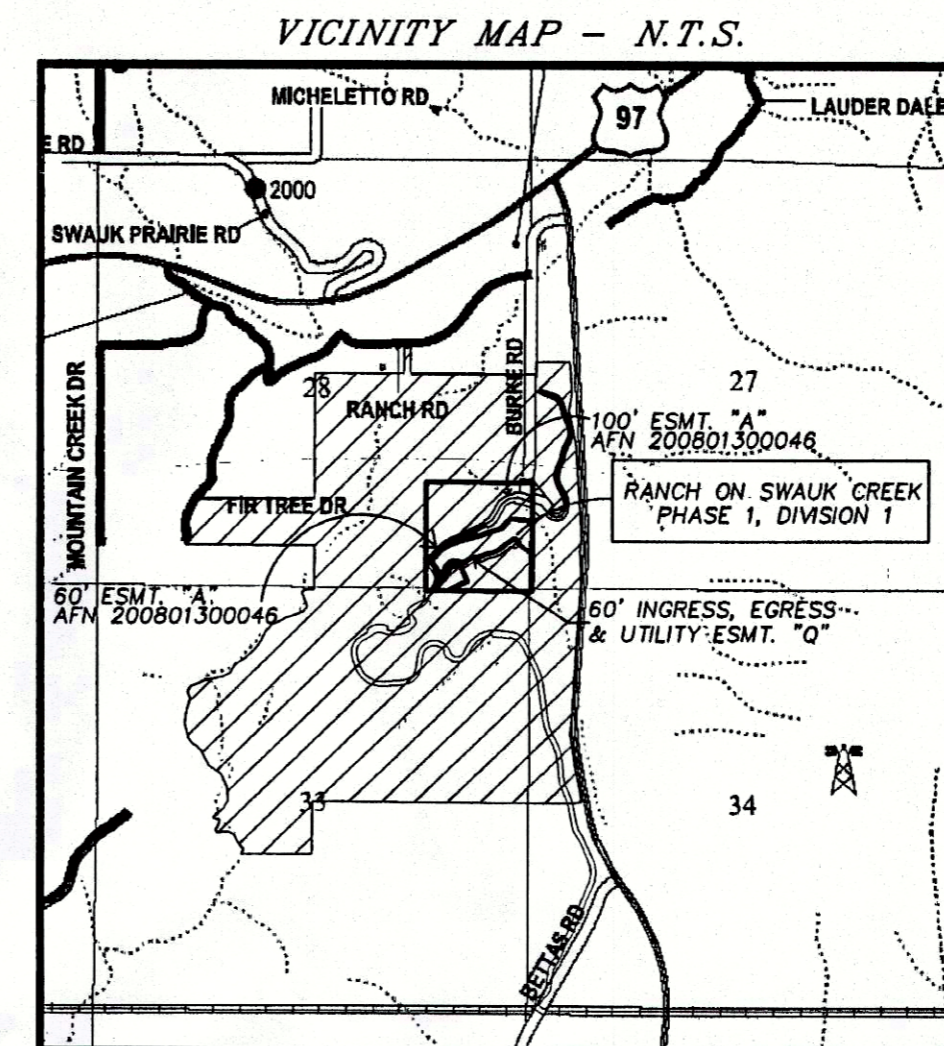 VICINITY MAP - N.T.S.
MICHELETTO RD
97
LAUDER DALE
E RD
2000
SWAUK PRAIRIE RD
MOUNTAIN CREEK DR
28
RANCH RD
BURKE RD
27
100' ESMT. "A"
AFN 200801300046
RANCH ON SWAUK CREEK
PHASE 1, DIVISION 1
FIR TREE DR
60' ESMT. "A"
AFN 200801300046
60' INGRESS, EGRESS
& UTILITY ESMT. "Q"
33
34
BETTAS RD